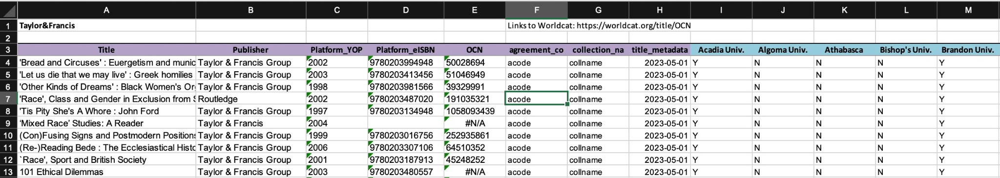 A B C D E F G H I J K L M
1 Taylor&Francis Links to Worldcat: https://worldcat.org/title/OCN
2
3 Title Publisher Platform_YOP Platform_eISBN OCN agreement_co collection_na title_metadata Acadia Univ. Algoma Univ. Athabasca Bishop's Univ. Brandon Univ.
4 'Bread and Circuses' : Euergetism and munic Taylor & Francis Group 2002 9780203994948 50028694 acode collname 2023-05-01 Y N N N Y
5 'Let us die that we may live' : Greek homilies Taylor & Francis Group 2003 9780203413456 51046949 acode collname 2023-05-01 Y N N N Y
6 'Other Kinds of Dreams' : Black Women's Or Taylor & Francis Group 1998 9780203981566 39329991 acode collname 2023-05-01 Y N N N Y
7 'Race', Class and Gender in Exclusion from S Routledge 2002 9780203487020 191035321 acode collname 2023-05-01 Y N N N Y
8 'Tis Pity She's A Whore : John Ford Taylor & Francis Group 1997 9780203134948 1058093439 acode collname 2023-05-01 Y N N N Y
9 ‘Mixed Race’ Studies: A Reader Taylor & Francis 2004 #N/A acode collname 2023-05-01 Y N N N Y
10 (Con)Fusing Signs and Postmodern Positions Taylor & Francis Group 1999 9780203016756 252935861 acode collname 2023-05-01 Y N N N Y
11 (Re-)Reading Bede : The Ecclesiastical Histo Taylor & Francis Group 2006 9780203307106 64510352 acode collname 2023-05-01 Y N N N Y
12 `Race', Sport and British Society Taylor & Francis Group 2001 9780203187913 45248252 acode collname 2023-05-01 Y N N N Y
13 101 Ethical Dilemmas Taylor & Francis Group 2003 9780203480557 #N/A acode collname 2023-05-01 Y N N N Y